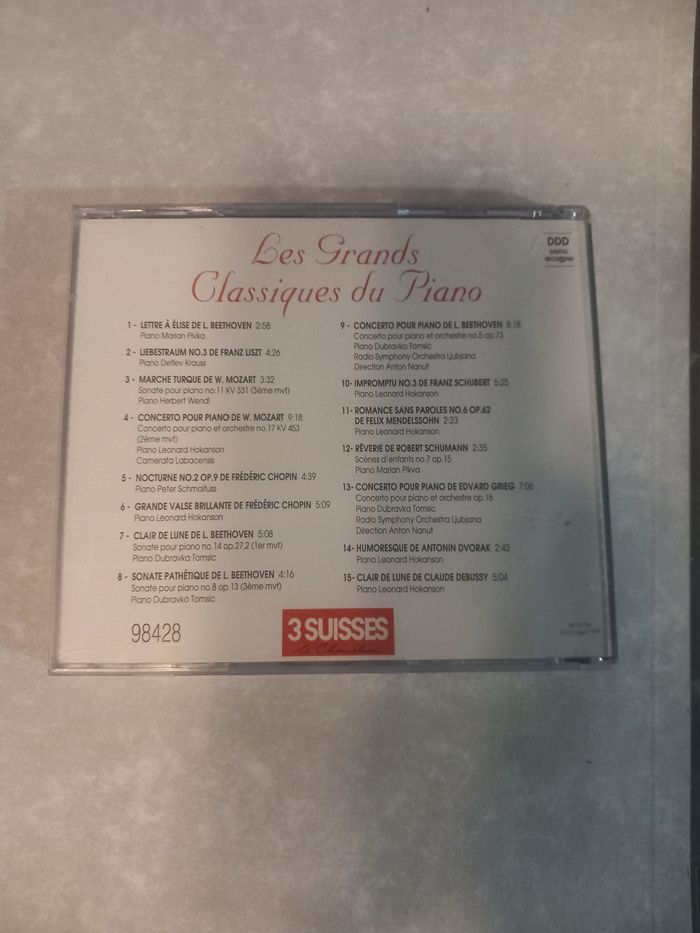 Les Grands
Classiques du Piano
DDD
DIGITAL
RECORDING
1 - LETTRE À ÉLISE DE L. BEETHOVEN 2:58
Piano Marian Pivka
2 - LIEBESTRAUM NO.3 DE FRANZ LISZT 4:26
Piano Detlev Krauss
3 - MARCHE TURQUE DE W. MOZART 3:32
Sonate pour piano no.11 KV 331 (3ème mvt)
Piano Herbert Wendl
4 - CONCERTO POUR PIANO DE W. MOZART 9:18
Concerto pour piano et orchestre no.17 KV 453
(2ème mvt)
Piano Leonard Hokanson
Camerata Labacensis
5 - NOCTURNE NO.2 OP.9 DE FRÉDÉRIC CHOPIN 4:39
Piano Peter Schmalfuss
6 - GRANDE VALSE BRILLANTE DE FRÉDÉRIC CHOPIN 5:09
Piano Leonard Hokanson
7 - CLAIR DE LUNE DE L. BEETHOVEN 5:08
Sonate pour piano no.14 op.27,2 (1er mvt)
Piano Dubravka Tomsic
8 - SONATE PATHÉTIQUE DE L. BEETHOVEN 4:16
Sonate pour piano no.8 op.13 (3ème mvt)
Piano Dubravka Tomsic
9 - CONCERTO POUR PIANO DE L. BEETHOVEN 8:18
Concerto pour piano et orchestre no.5 op.73
Piano Dubravka Tomsic
Radio Symphony Orchestra Ljubjana
Direction Anton Nanut
10- IMPROMPTU NO.3 DE FRANZ SCHUBERT 5:25
Piano Leonard Hokanson
11- ROMANCE SANS PAROLES NO.6 OP.62
DE FELIX MENDELSSOHN 2:23
Piano Leonard Hokanson
12- RÊVERIE DE ROBERT SCHUMANN 2:35
Scènes d'enfants no.7 op.15
Piano Marian Pikva
13- CONCERTO POUR PIANO DE EDVARD GRIEG 7:06
Concerto pour piano et orchestre op.16
Piano Dubravka Tomsic
Radio Symphony Orchestra Ljubjana
Direction Anton Nanut
14- HUMORESQUE DE ANTONIN DVORAK 2:43
Piano Leonard Hokanson
15- CLAIR DE LUNE DE CLAUDE DEBUSSY 5:04
Piano Leonard Hokanson
98428
3 SUISSES
le Chouchou